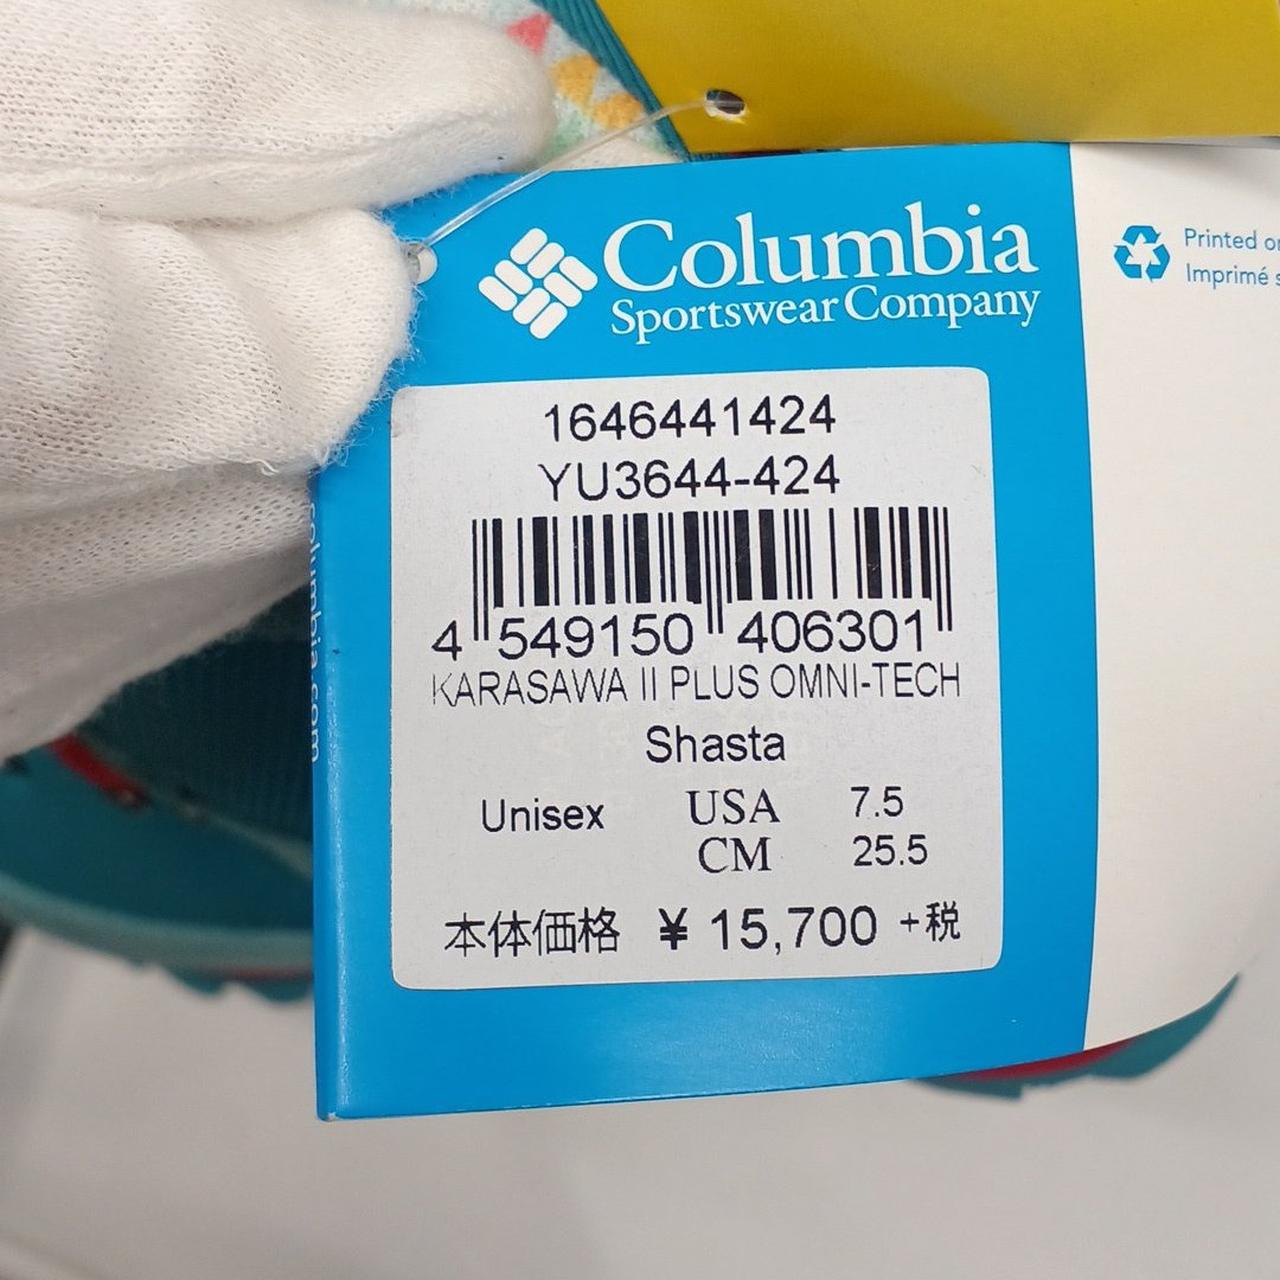 Columbia
Sportswear Company
Printed o
Imprimé s
1646441424
YU3644-424
4 549150 406301
KARASAWA II PLUS OMNI-TECH
Shasta
Unisex USA 7.5
CM 25.5
本体価格 ¥ 15,700 +税
columbia.com